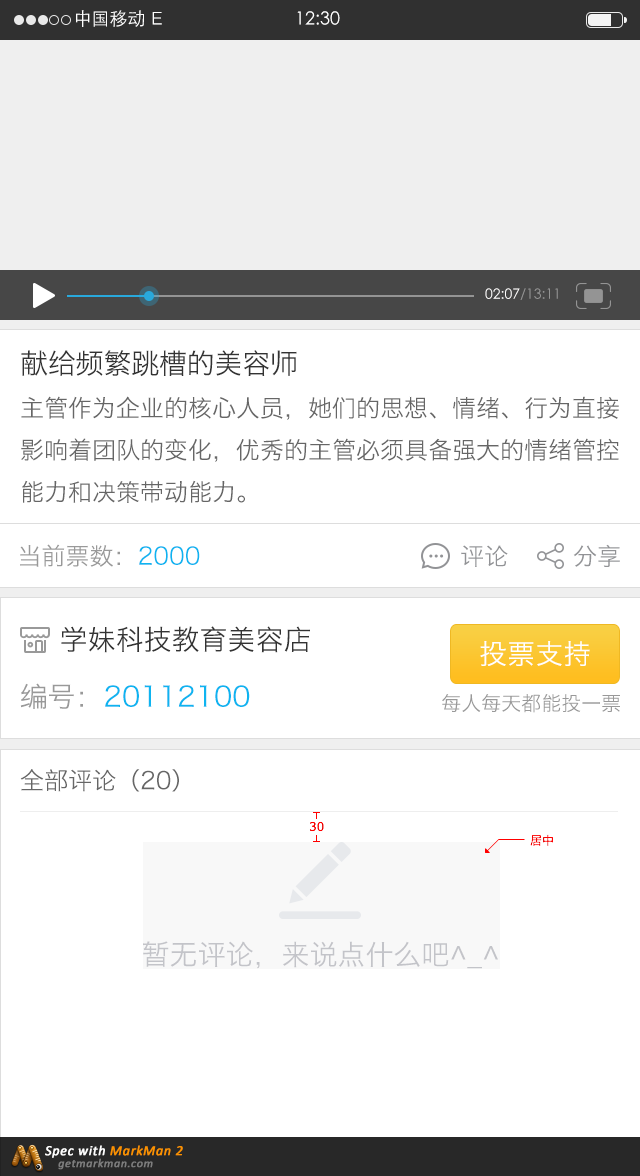 中国移动 E 12:30
02:07/13:11
献给频繁跳槽的美容师
主管作为企业的核心人员，她们的思想、情绪、行为直接
影响着团队的变化，优秀的主管必须具备强大的情绪管控
能力和决策带动能力。
当前票数：2000 评论 分享
学妹科技教育美容店 投票支持
编号：20112100 每人每天都能投一票
全部评论（20）
30
居中
暂无评论，来说点什么吧^_^
Spec with MarkMan 2
getmarkman.com